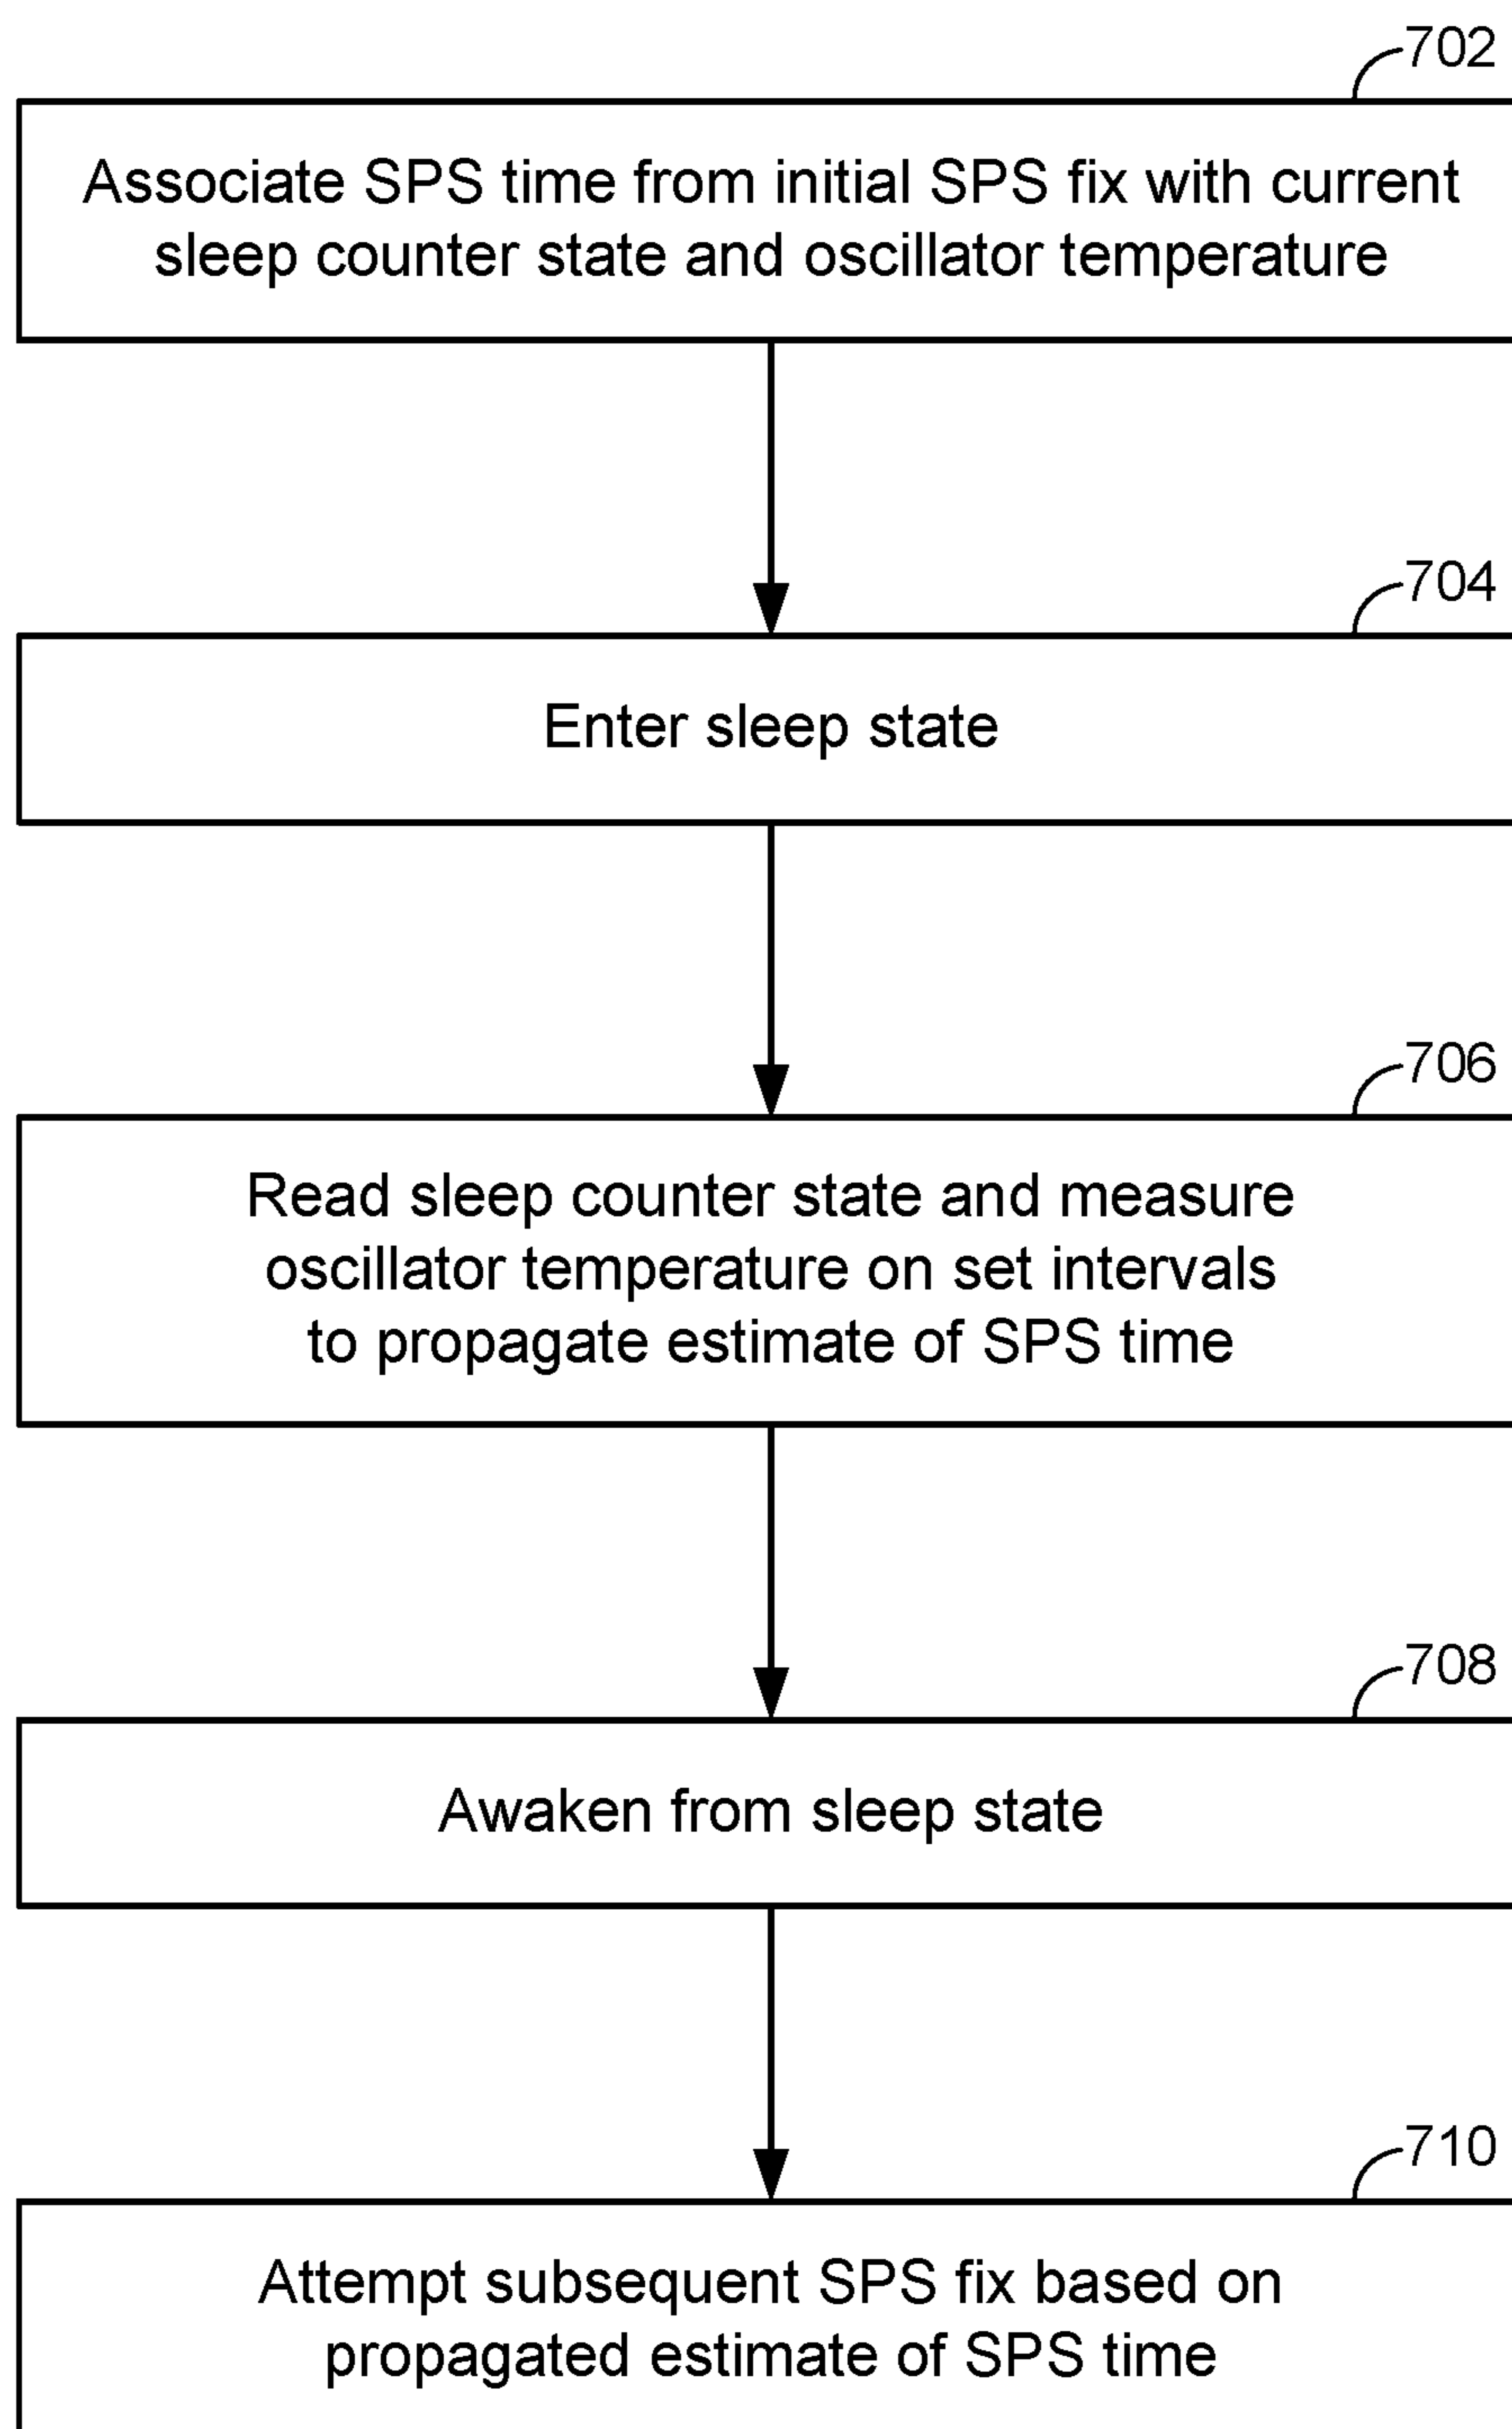 702
Associate SPS time from initial SPS fix with current
sleep counter state and oscillator temperature
704
Enter sleep state
706
Read sleep counter state and measure
oscillator temperature on set intervals
to propagate estimate of SPS time
708
Awaken from sleep state
710
Attempt subsequent SPS fix based on
propagated estimate of SPS time